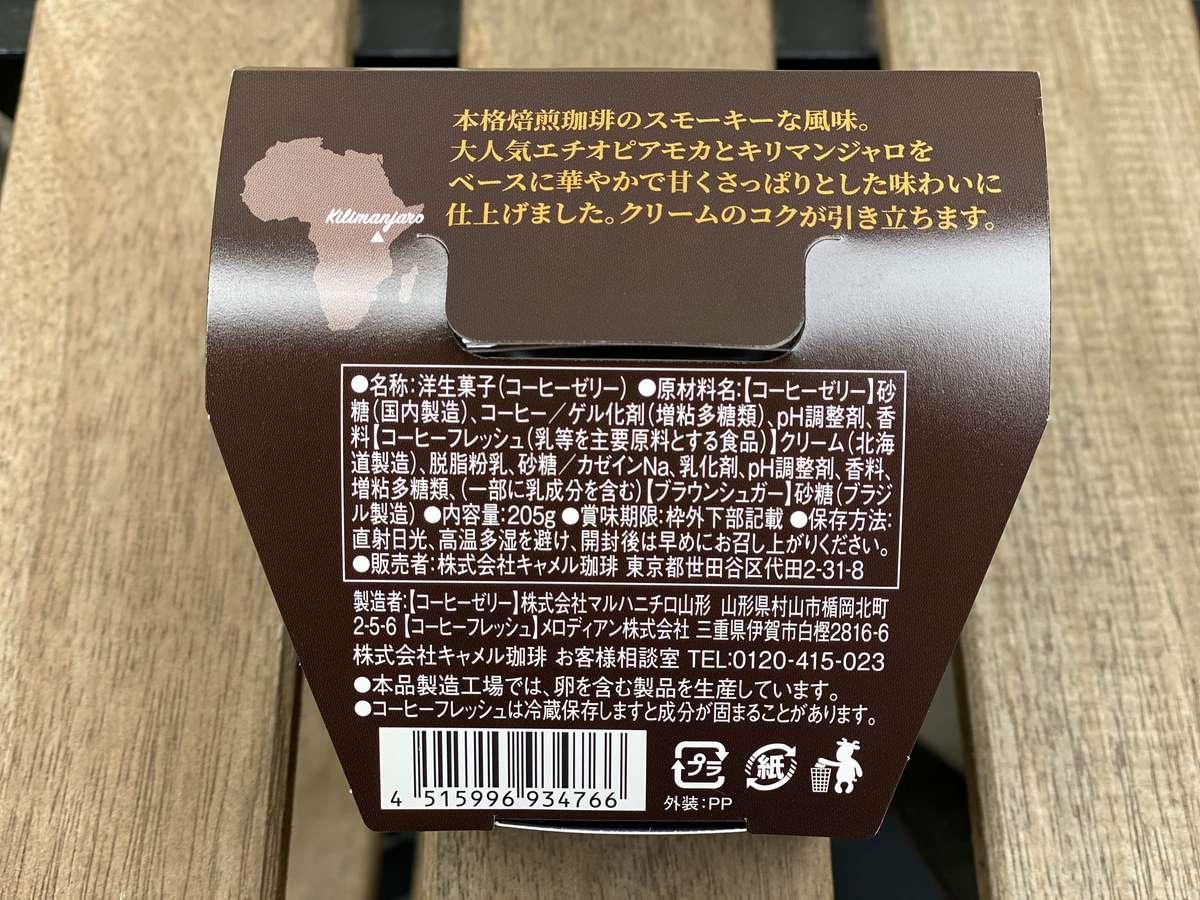 本格焙煎珈琲のスモーキーな風味。
大人気エチオピアモカとキリマンジャロを
ベースに華やかで甘くさっぱりとした味わいに
仕上げました。クリームのコクが引き立ちます。
Kilimanjaro
●名称:洋生菓子(コーヒーゼリー) ●原材料名:【コーヒーゼリー】砂
糖(国内製造)、コーヒー/ゲル化剤(増粘多糖類)、pH調整剤、香
料【コーヒーフレッシュ(乳等を主要原料とする食品)】クリーム(北海
道製造)、脱脂粉乳、砂糖/カゼインNa、乳化剤、pH調整剤、香料、
増粘多糖類、(一部に乳成分を含む)【ブラウンシュガー】砂糖(ブラジ
ル製造) ●内容量:205g ●賞味期限:枠外下部記載 ●保存方法:
直射日光、高温多湿を避け、開封後は早めにお召し上がりください。
●販売者:株式会社キャメル珈琲 東京都世田谷区代田2-31-8
製造者:【コーヒーゼリー】株式会社マルハニチロ山形 山形県村山市楯岡北町
2-5-6【コーヒーフレッシュ】メロディアン株式会社 三重県伊賀市白樫2816-6
株式会社キャメル珈琲 お客様相談室 TEL:0120-415-023
●本品製造工場では、卵を含む製品を生産しています。
●コーヒーフレッシュは冷蔵保存しますと成分が固まることがあります。
4 515996 934766
プラ
紙
外装:PP